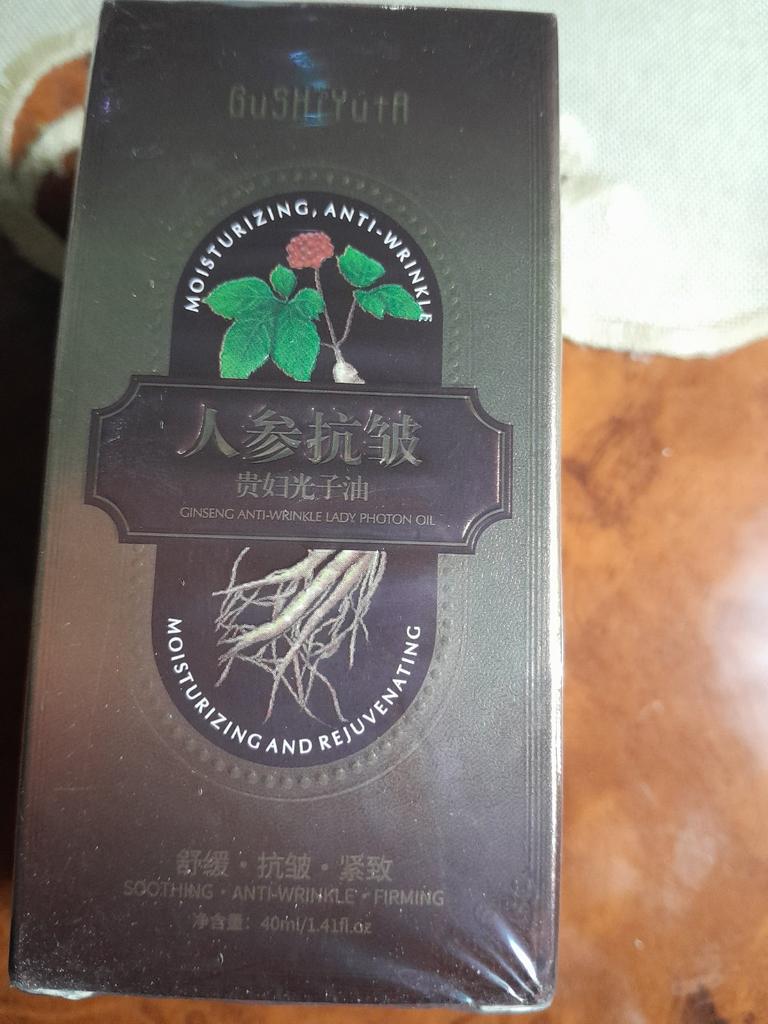 GuSHiYutA
MOISTURIZING, ANTI-WRINKLE
人参抗皱
贵妇光子油
GINSENG ANTI-WRINKLE LADY PHOTON OIL
MOISTURIZING AND REJUVENATING
舒缓·抗皱·紧致
SOOTHING·ANTI-WRINKLE·FIRMING
净含量: 40ml/1.41fl.oz